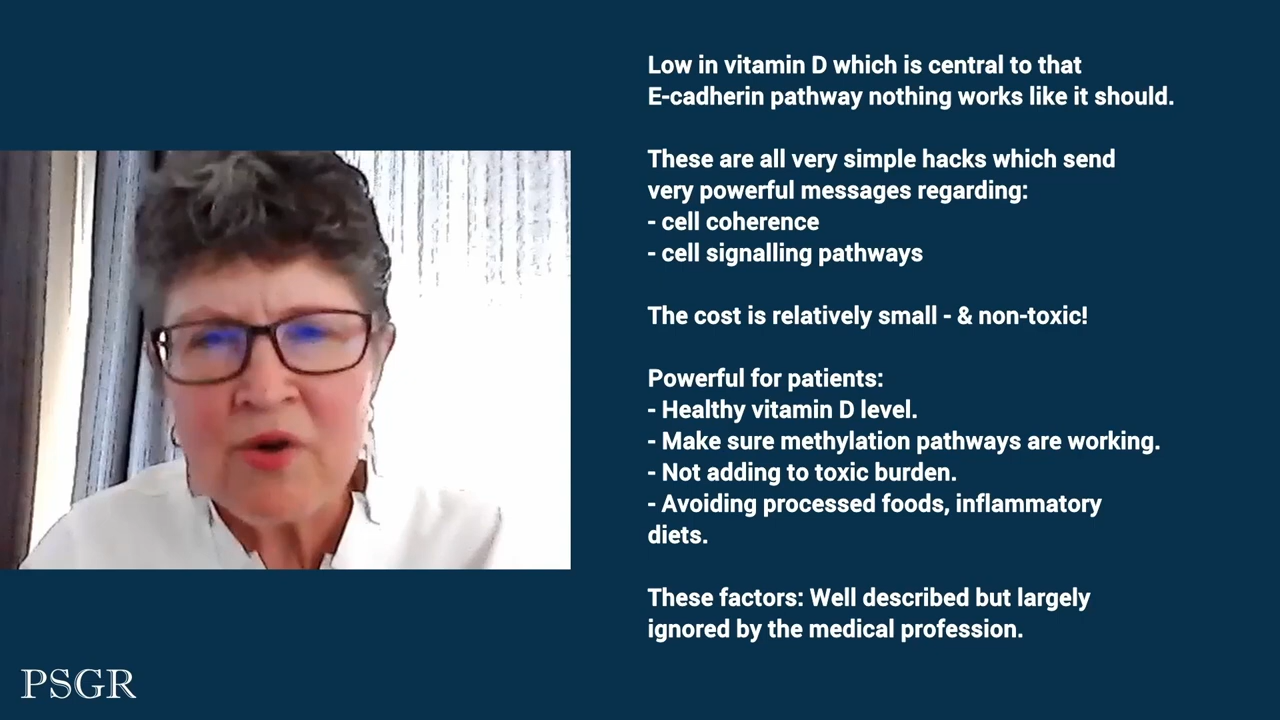 Low in vitamin D which is central to that
E-cadherin pathway nothing works like it should.
These are all very simple hacks which send
very powerful messages regarding:
- cell coherence
- cell signalling pathways
The cost is relatively small - & non-toxic!
Powerful for patients:
- Healthy vitamin D level.
- Make sure methylation pathways are working.
- Not adding to toxic burden.
- Avoiding processed foods, inflammatory
diets.
These factors: Well described but largely
ignored by the medical profession.
PSGR